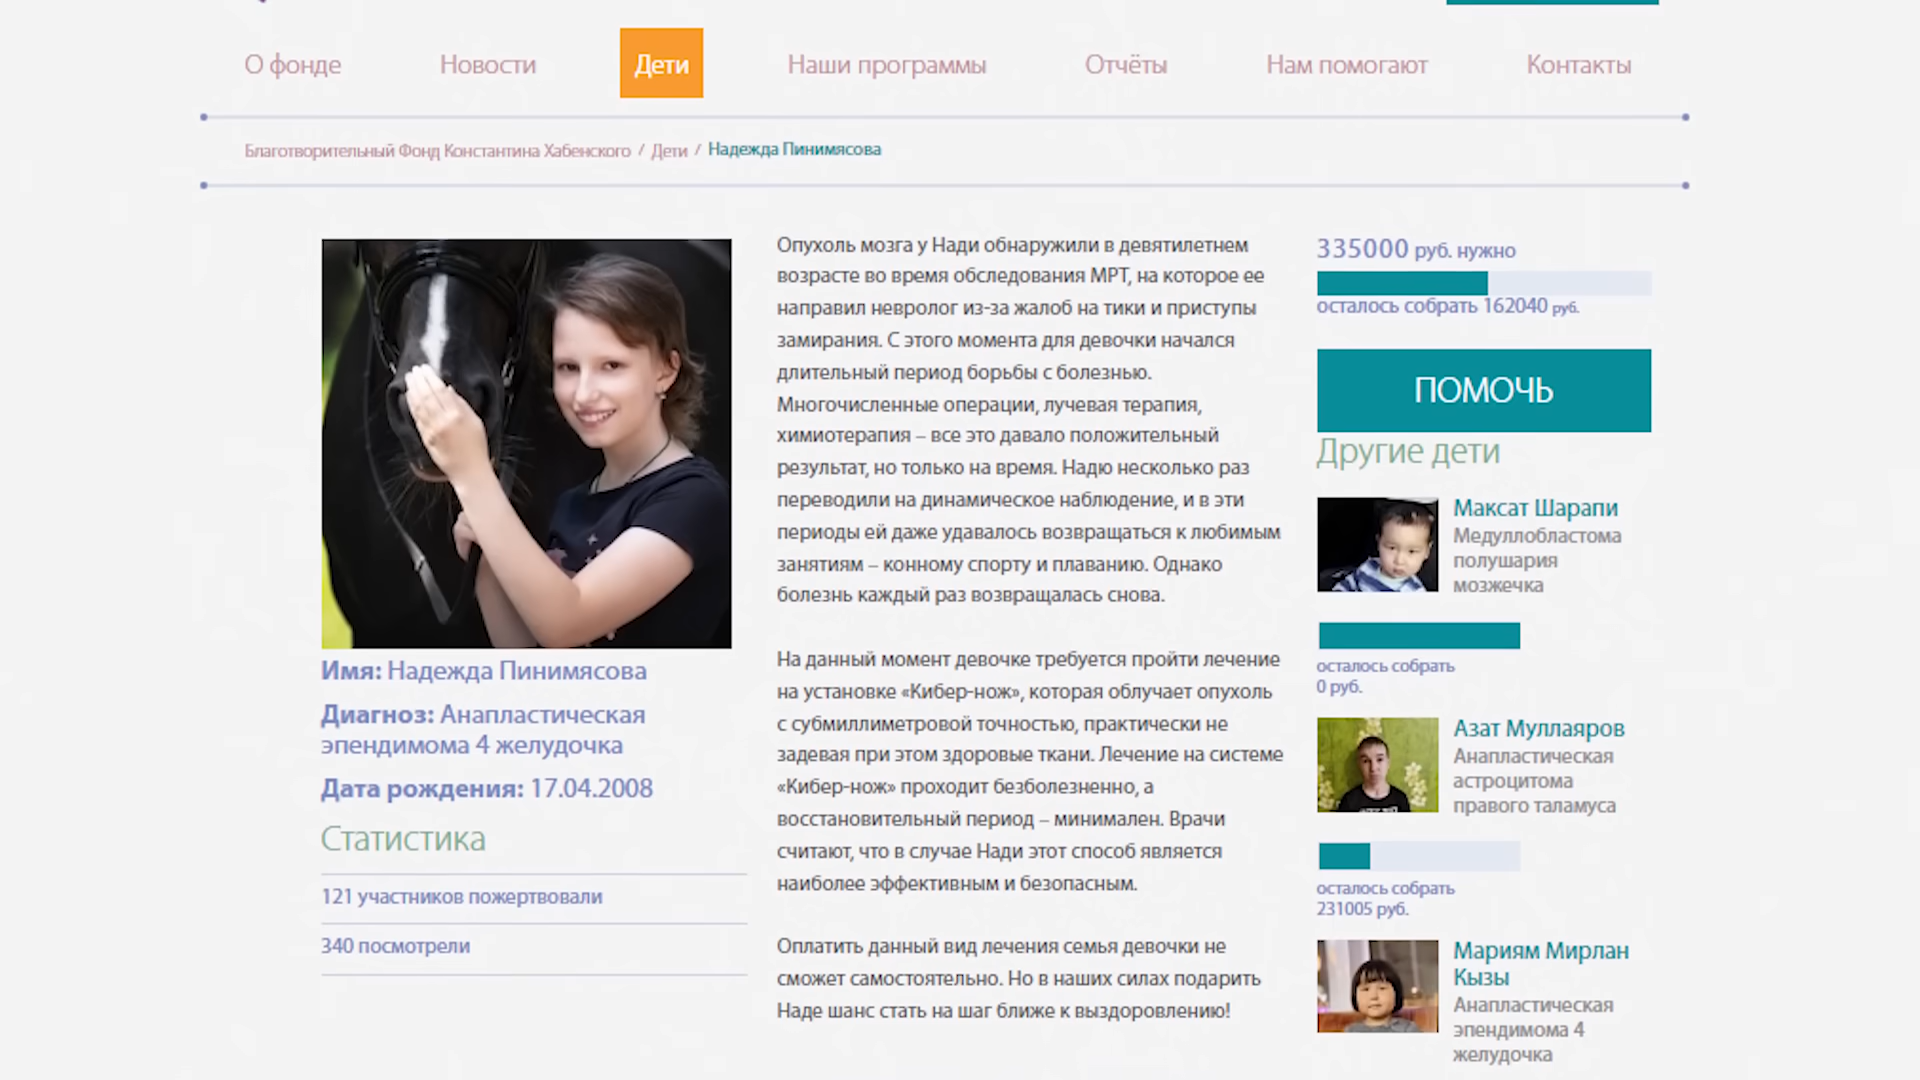 О фонде
Новости
Дети
Наши программы
Отчёты
Нам помогают
Контакты
Благотворительный Фонд Константина Хабенского / Дети / Надежда Пинимясова
Имя: Надежда Пинимясова
Диагноз: Анапластическая
эпендимома 4 желудочка
Дата рождения: 17.04.2008
Статистика
121 участников пожертвовали
340 посмотрели
Опухоль мозга у Нади обнаружили в девятилетнем
возрасте во время обследования МРТ, на которое ее
направил невролог из-за жалоб на тики и приступы
замирания. С этого момента для девочки начался
длительный период борьбы с болезнью.
Многочисленные операции, лучевая терапия,
химиотерапия – все это давало положительный
результат, но только на время. Надю несколько раз
переводили на динамическое наблюдение, и в эти
периоды ей даже удавалось возвращаться к любимым
занятиям – конному спорту и плаванию. Однако
болезнь каждый раз возвращалась снова.
На данный момент девочке требуется пройти лечение
на установке «Кибер-нож», которая облучает опухоль
с субмиллиметровой точностью, практически не
задевая при этом здоровые ткани. Лечение на системе
«Кибер-нож» проходит безболезненно, а
восстановительный период – минимален. Врачи
считают, что в случае Нади этот способ является
наиболее эффективным и безопасным.
Оплатить данный вид лечения семья девочки не
сможет самостоятельно. Но в наших силах подарить
Наде шанс стать на шаг ближе к выздоровлению!
335000 руб. нужно
осталось собрать 162040 руб.
ПОМОЧЬ
Другие дети
Максат Шарапи
Медуллобластома
полушария
мозжечка
осталось собрать
0 руб.
Азат Муллаяров
Анапластическая
астроцитома
правого таламуса
осталось собрать
231005 руб.
Мариям Мирлан
Кызы
Анапластическая
эпендимома 4
желудочка